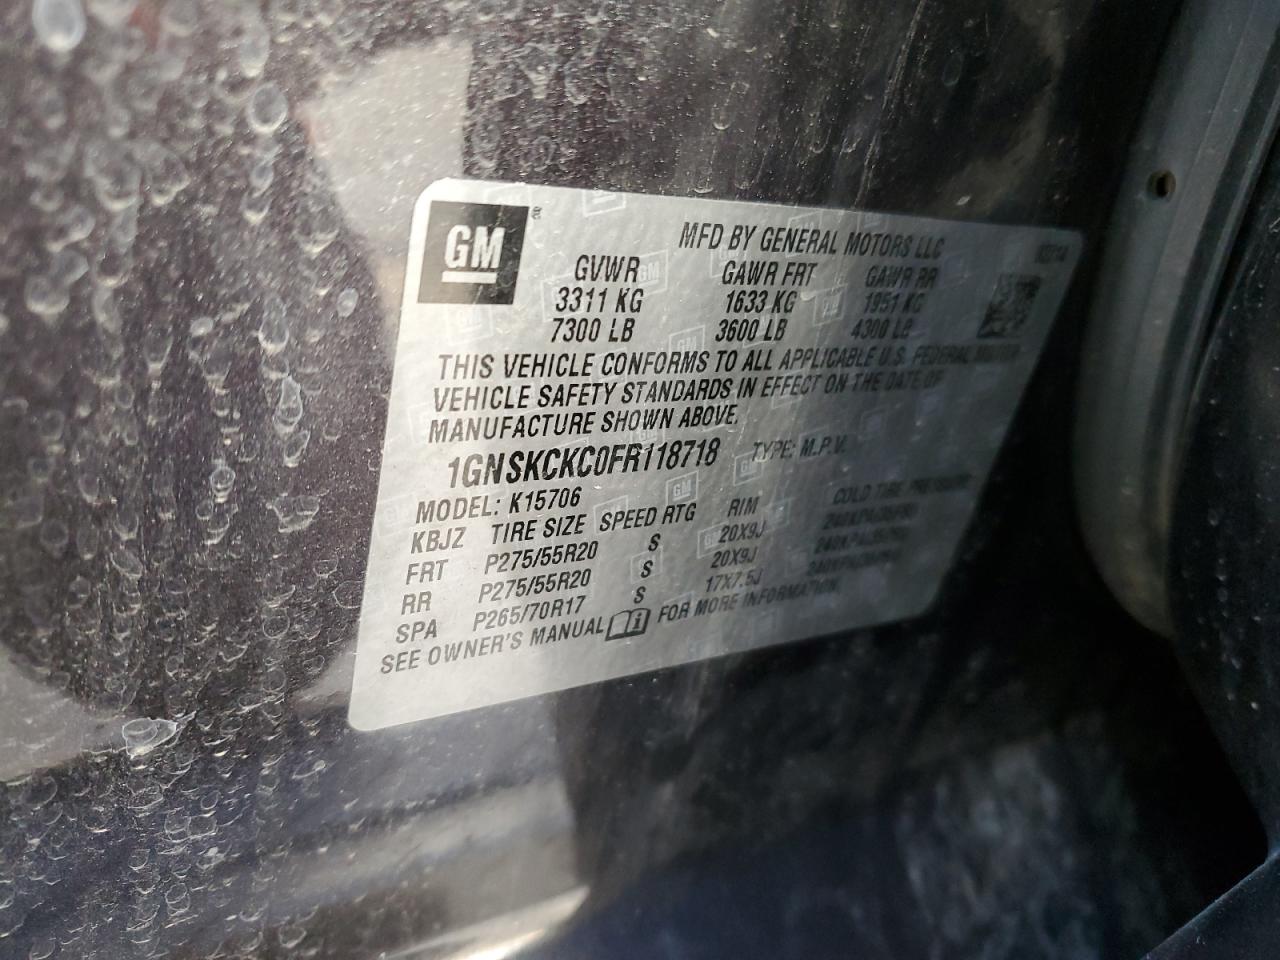 GM ®
MFD BY GENERAL MOTORS LLC
GVWR GAWR FRT GAWR RR
3311 KG 1633 KG 1951 KG
7300 LB 3600 LB 4300 LB
THIS VEHICLE CONFORMS TO ALL APPLICABLE U.S. FEDERAL MOTOR
VEHICLE SAFETY STANDARDS IN EFFECT ON THE DATE OF
MANUFACTURE SHOWN ABOVE.
1GNSKCKC0FR118718 TYPE: M.P.V.
MODEL: K15706
KBJZ TIRE SIZE SPEED RTG RIM COLD TIRE PRESSURE
FRT P275/55R20 S 20X9J
RR P275/55R20 S 20X9J
SPA P265/70R17 S 17X7.5J
SEE OWNER'S MANUAL FOR MORE INFORMATION